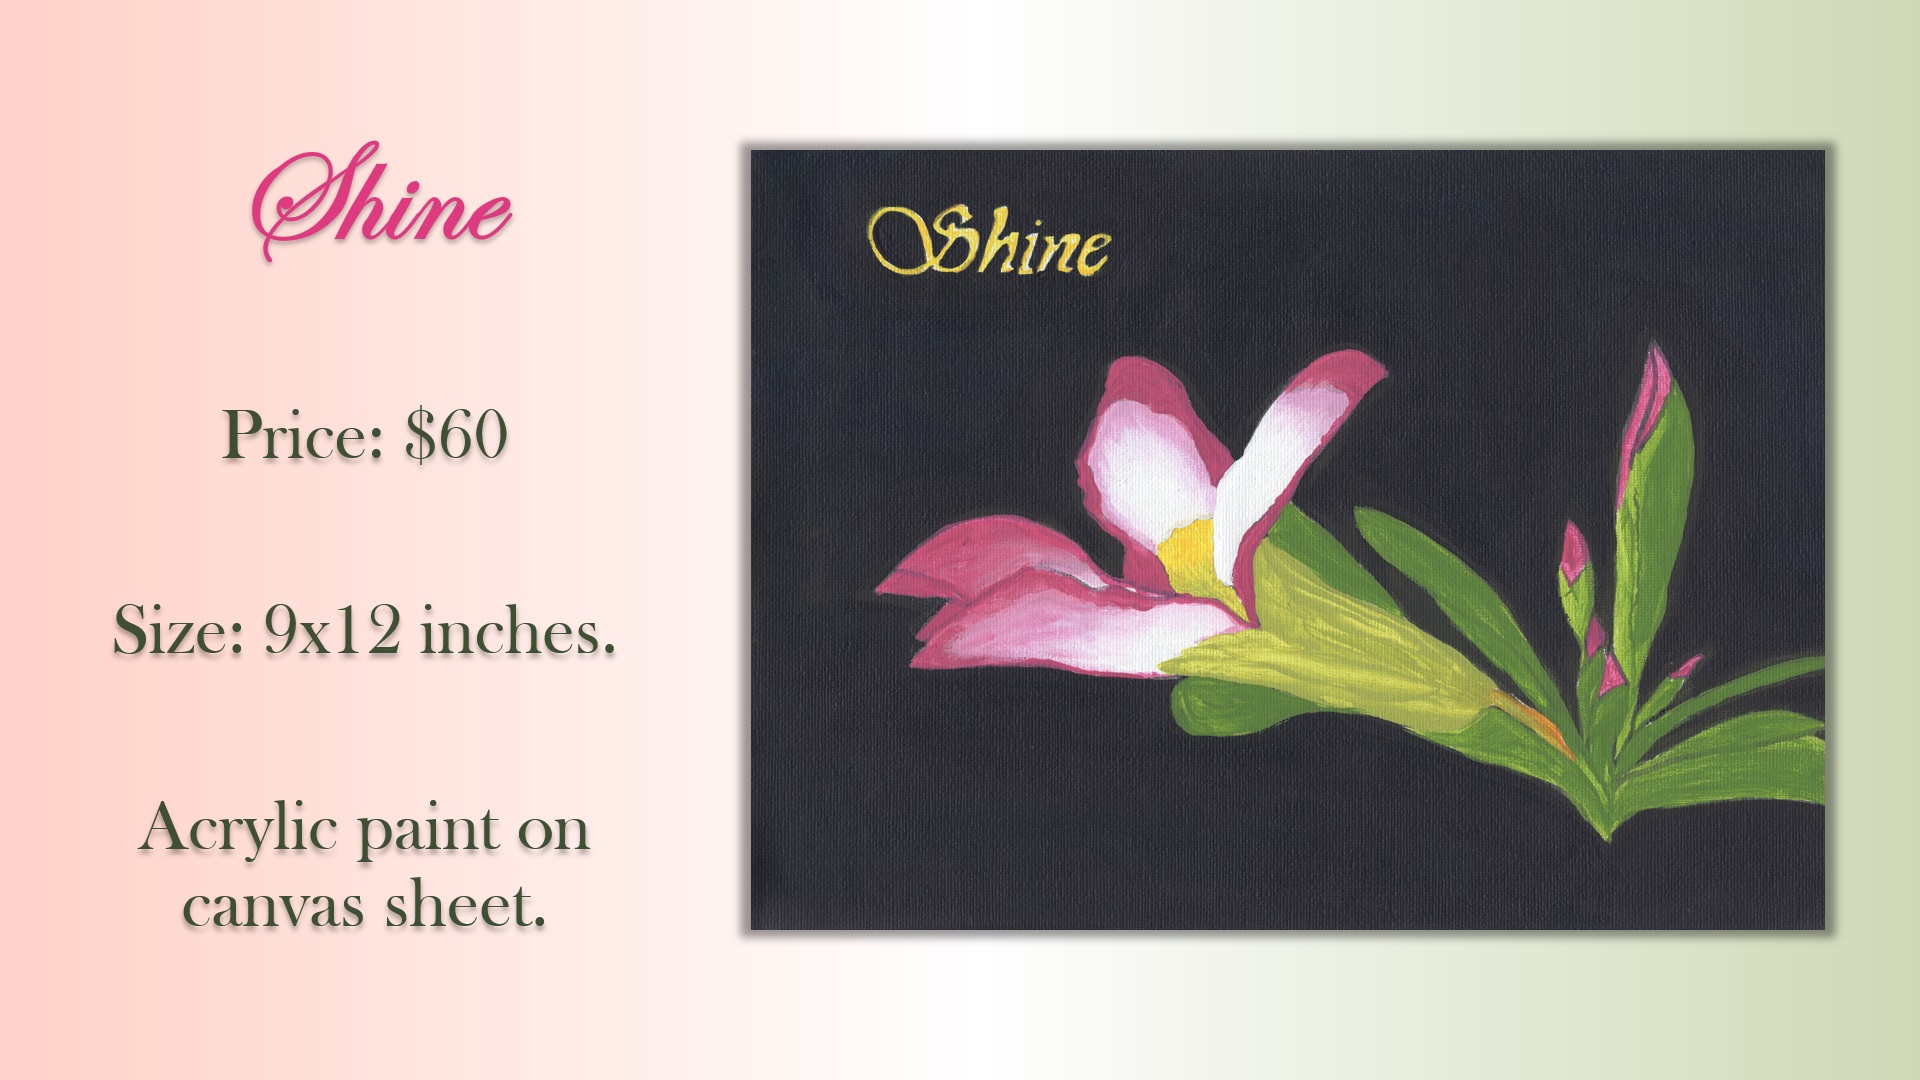 Shine
Price: $60
Size: 9x12 inches.
Acrylic paint on
canvas sheet.
Shine